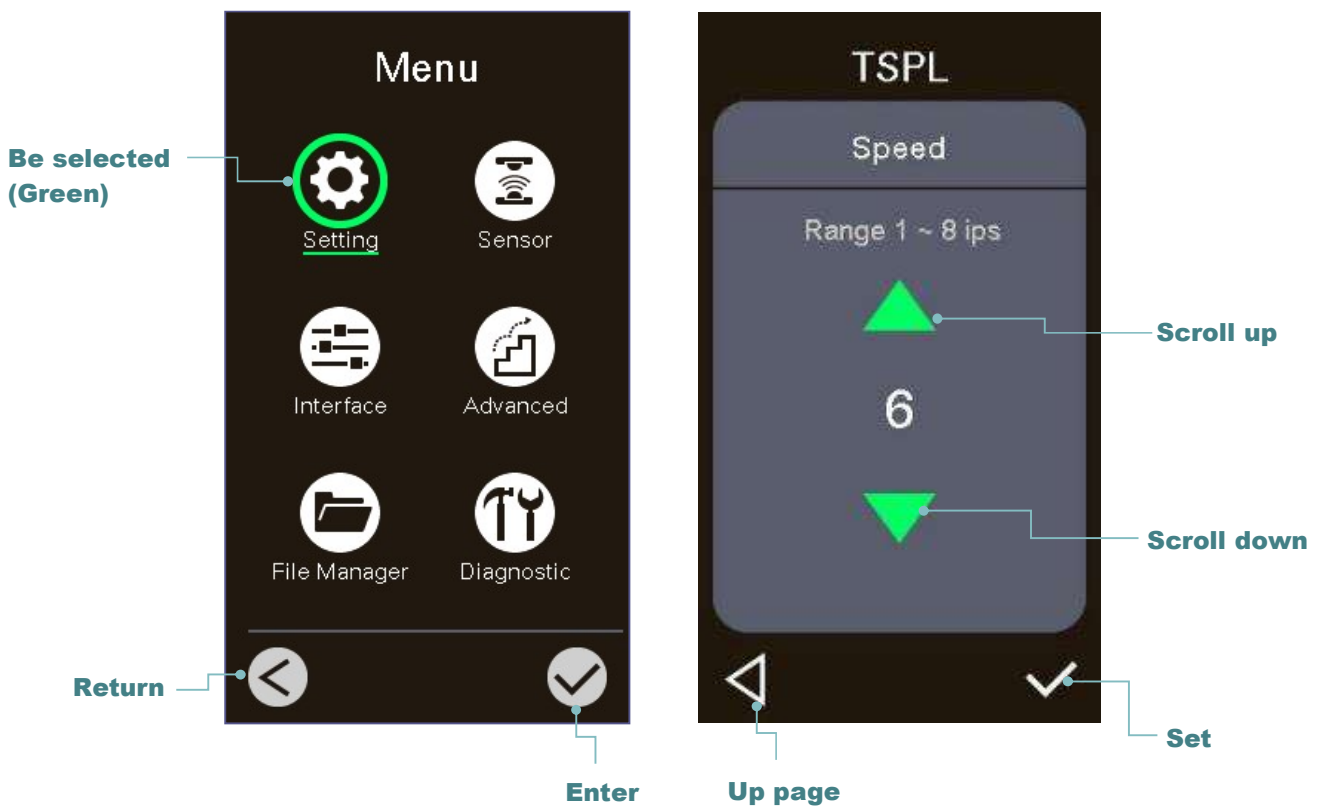 Menu
Be selected
(Green)
Setting
Sensor
Interface
Advanced
File Manager
Diagnostic
Return
Enter
TSPL
Speed
Range 1 ~ 8 ips
Scroll up
6
Scroll down
Set
Up page